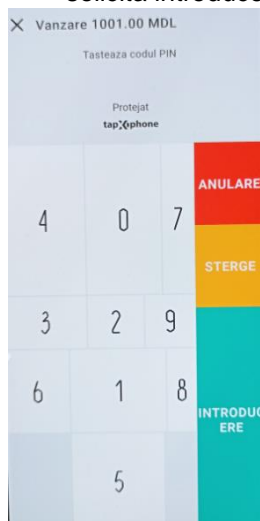 X Vanzare 1001.00 MDL
Tasteaza codul PIN
Protejat
tap phone
ANULARE
4 0 7
STERGE
3 2 9
6 1 8
INTRODUC
ERE
5